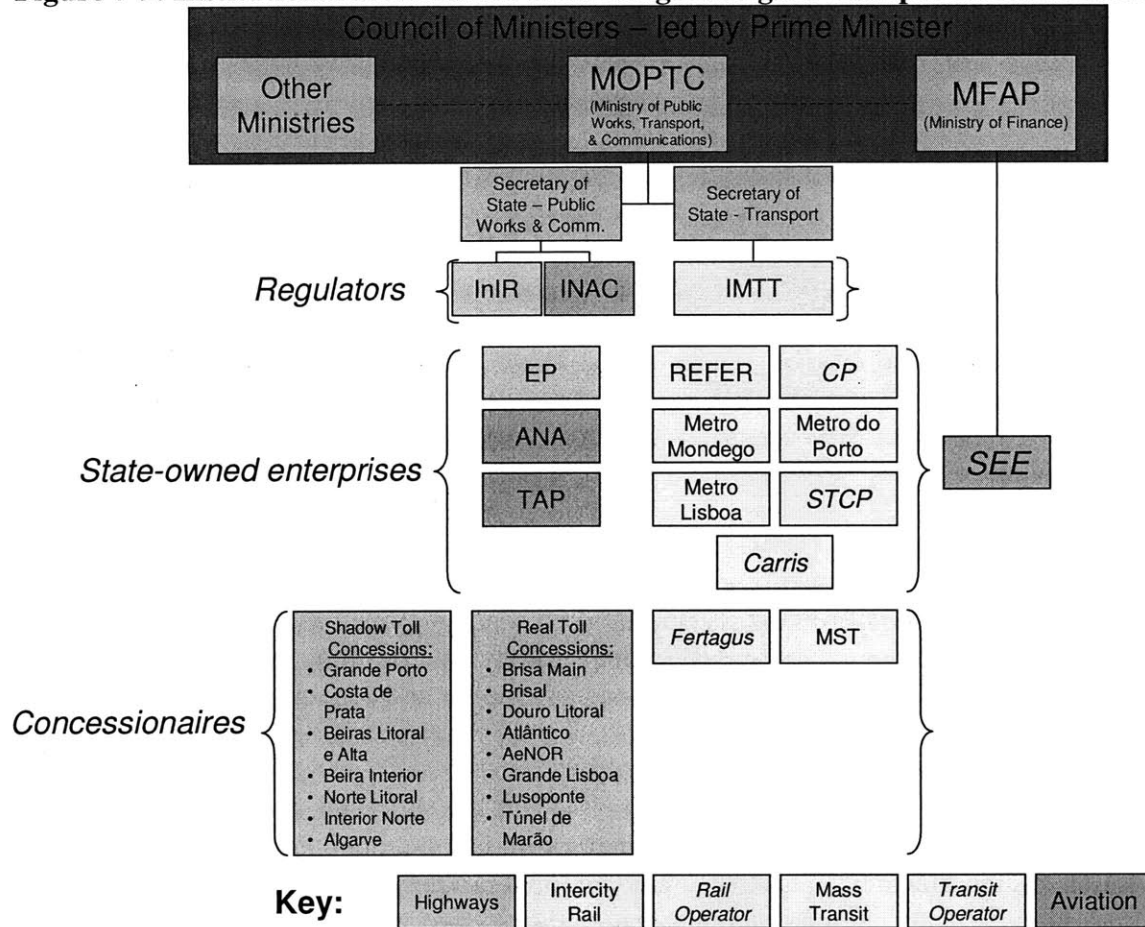 Council of Ministers – led by Prime Minister
Other
Ministries
MOPTC
(Ministry of Public
Works, Transport,
& Communications)
MFAP
(Ministry of Finance)
Secretary of
State – Public
Works & Comm.
Secretary of
State - Transport
Regulators
InIR
INAC
IMTT
State-owned enterprises
EP
REFER
CP
ANA
Metro
Mondego
Metro do
Porto
TAP
Metro
Lisboa
STCP
Carris
SEE
Concessionaires
Shadow Toll
Concessions:
• Grande Porto
• Costa de
Prata
• Beiras Litoral
e Alta
• Beira Interior
• Norte Litoral
• Interior Norte
• Algarve
Real Toll
Concessions:
• Brisa Main
• Brisal
• Douro Litoral
• Atlântico
• AeNOR
• Grande Lisboa
• Lusoponte
• Túnel de
Marão
Fertagus
MST
Key:
Highways
Intercity
Rail
Rail
Operator
Mass
Transit
Transit
Operator
Aviation